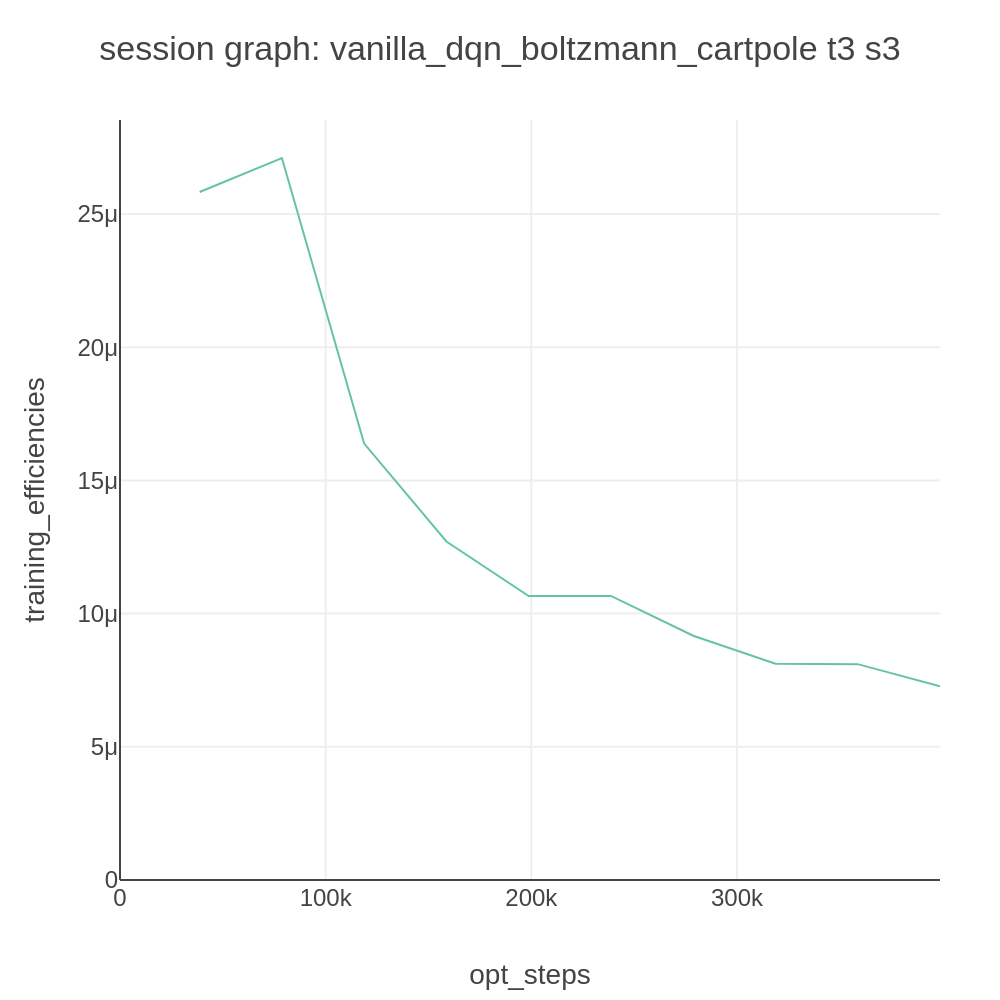 session graph: vanilla_dqn_boltzmann_cartpole t3 s3
25μ
20μ
15μ
10μ
5μ
0
0
100k
200k
300k
training_efficiencies
opt_steps